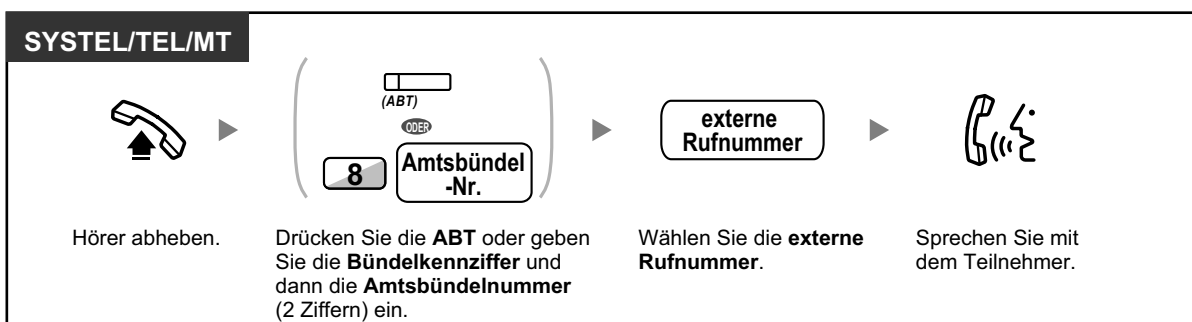 SYSTEL/TEL/MT
(ABT)
ODER
8
Amtsbündel
-Nr.
externe
Rufnummer
Hörer abheben.
Drücken Sie die ABT oder geben
Sie die Bündelkennziffer und
dann die Amtsbündelnummer
(2 Ziffern) ein.
Wählen Sie die externe
Rufnummer.
Sprechen Sie mit
dem Teilnehmer.